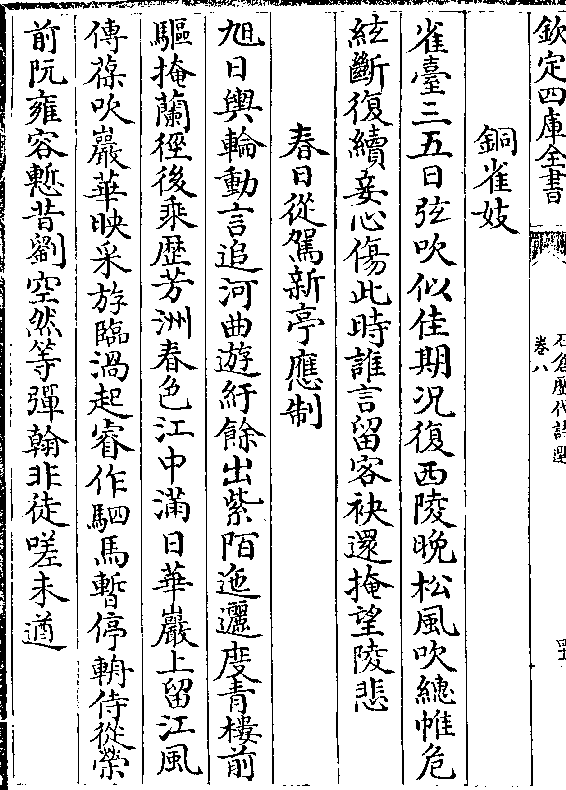 欽定四庫全書
卷八
銅雀妓
雀臺三五日弦吹似佳期況復西陵晚松風吹繐帷危
絃斷復續妾心傷此時誰言留客袂還掩望陵悲
春日從駕新亭應制
旭日輿輪動言追河曲遊紆餘出紫陌迤邐度青樓前
驅掩蘭徑後乘歷芳洲春色江中滿日華巖上留江風
傳葆吹巖華映采斿臨渦起睿作駟馬暫停輈侍從榮
前阮雍容慙昔劉空然等彈翰非徒嗟未遒